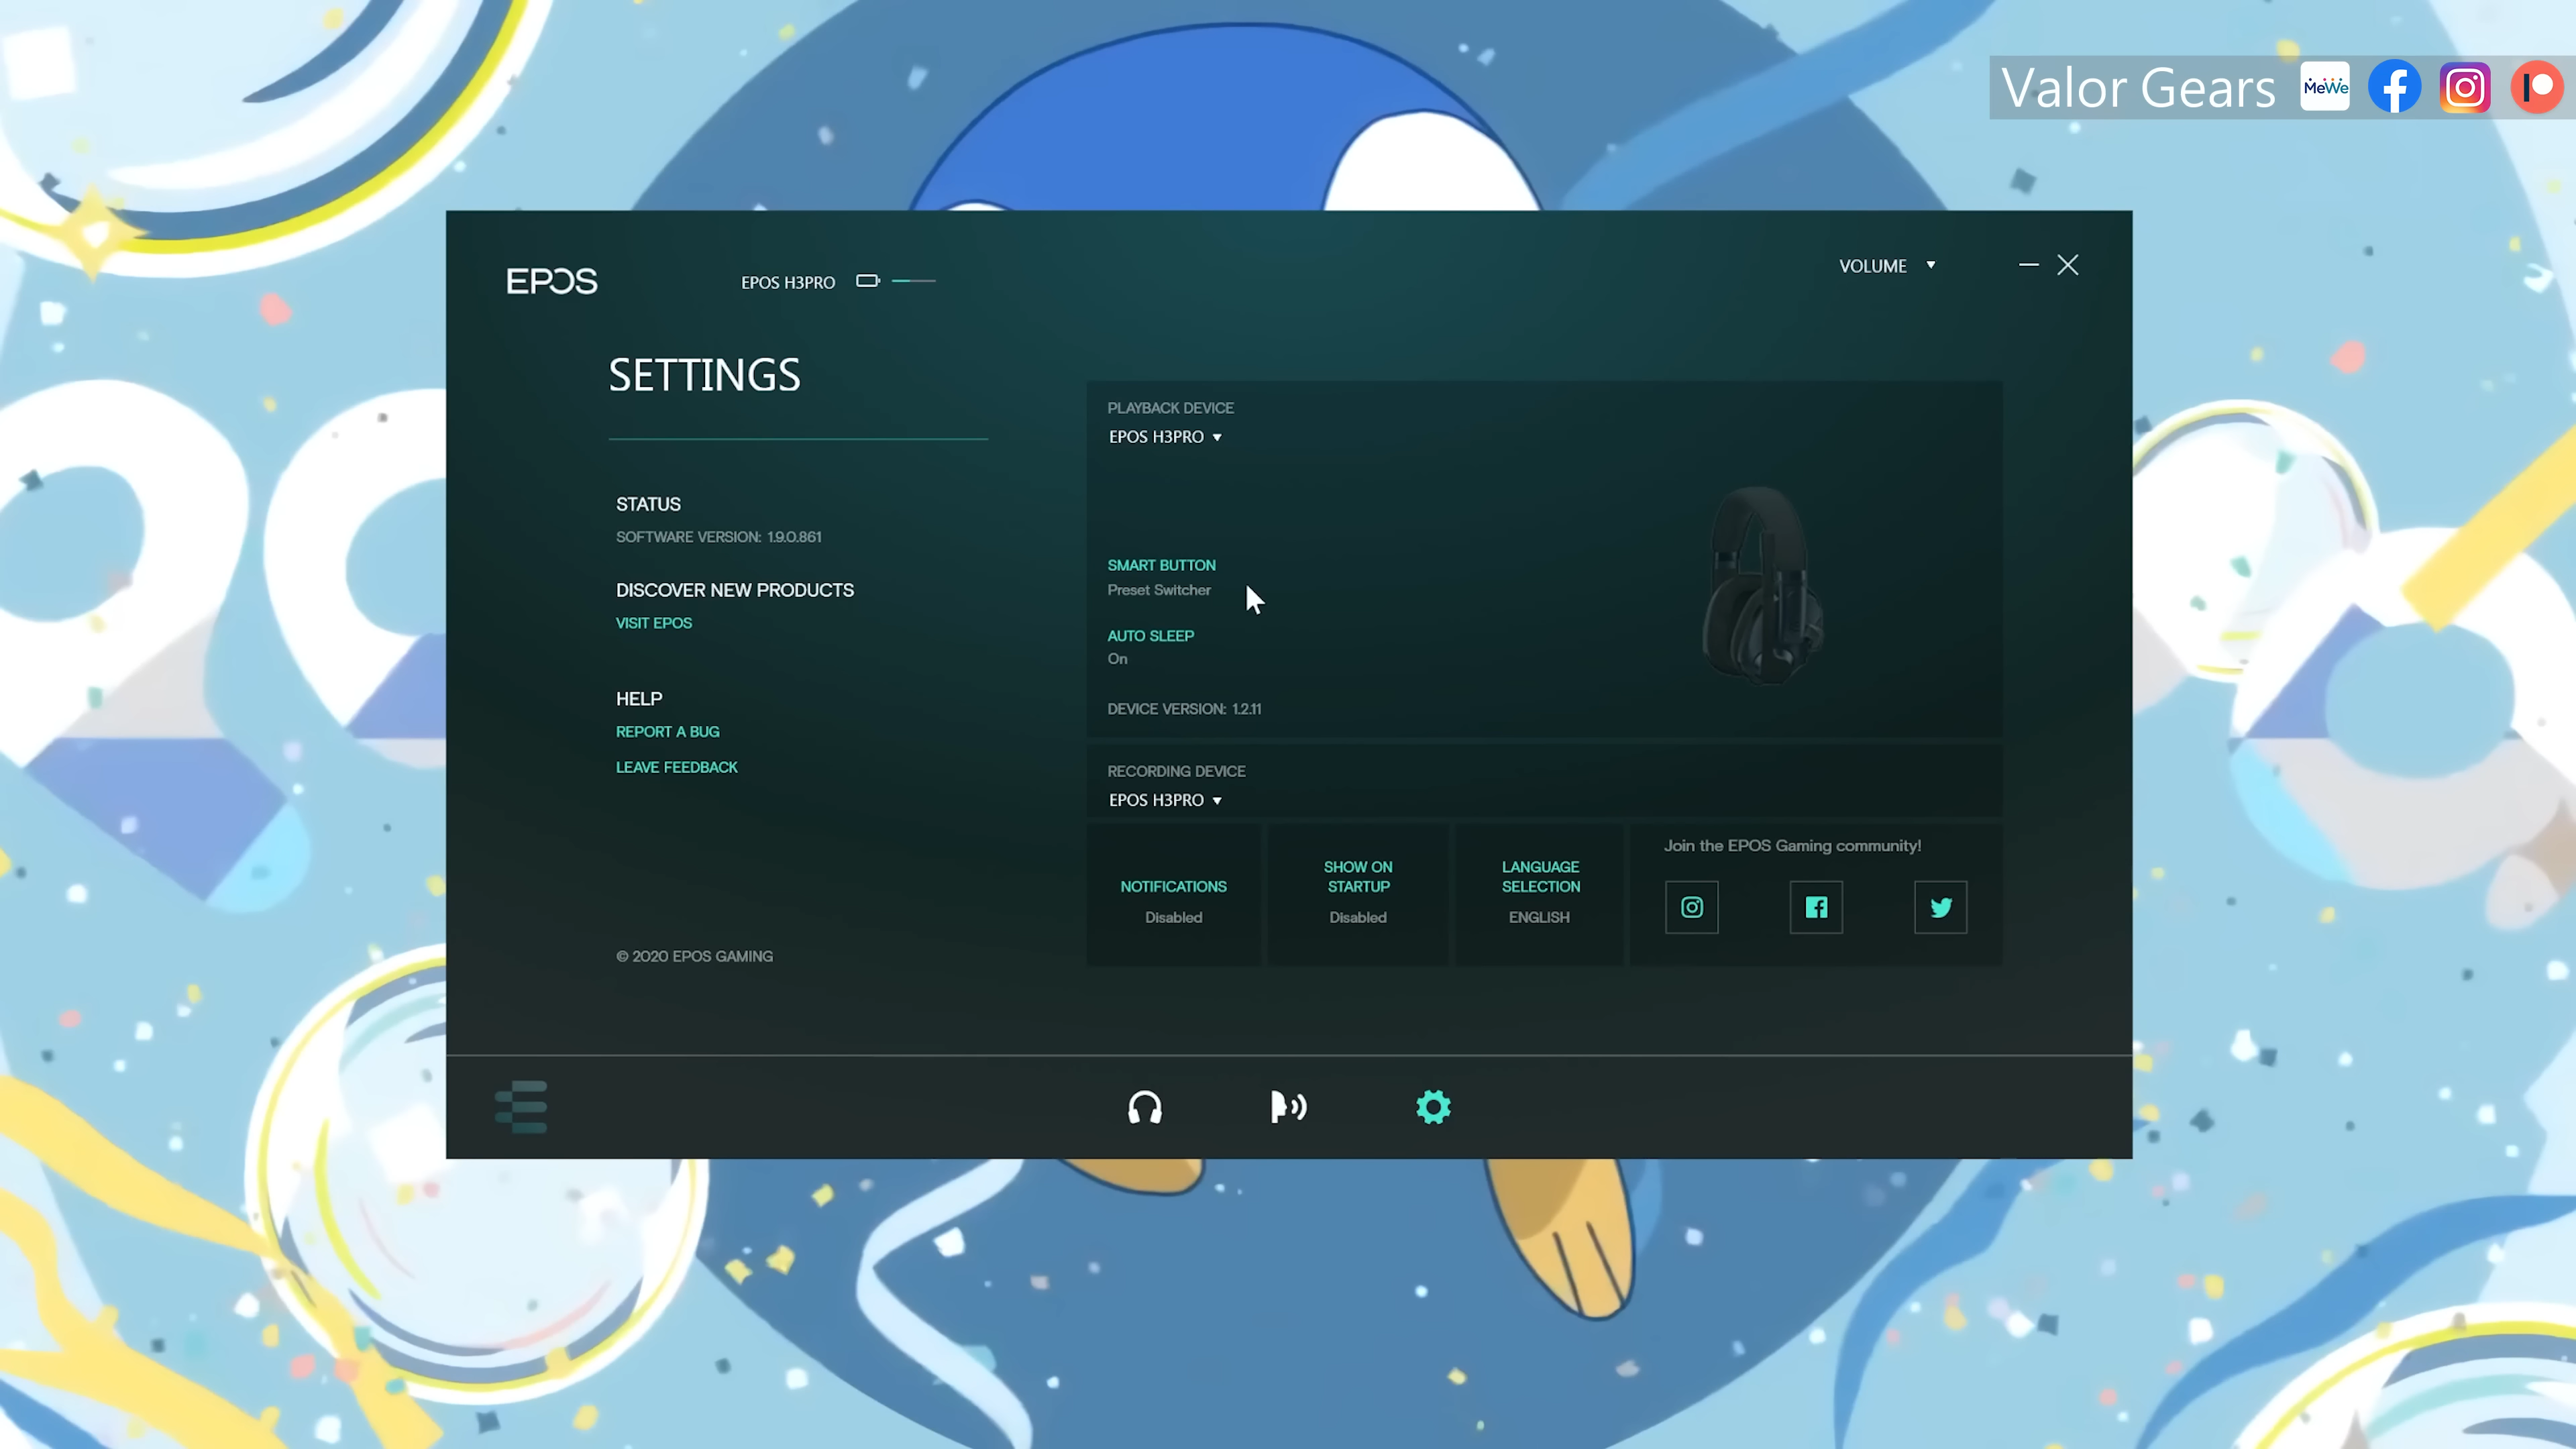 Valor Gears
MeWe
EPOS
EPOS H3PRO
VOLUME
SETTINGS
STATUS
SOFTWARE VERSION: 1.9.0.861
DISCOVER NEW PRODUCTS
VISIT EPOS
HELP
REPORT A BUG
LEAVE FEEDBACK
© 2020 EPOS GAMING
PLAYBACK DEVICE
EPOS H3PRO
SMART BUTTON
Preset Switcher
AUTO SLEEP
On
DEVICE VERSION: 1.2.11
RECORDING DEVICE
EPOS H3PRO
NOTIFICATIONS
Disabled
SHOW ON
STARTUP
Disabled
LANGUAGE
SELECTION
ENGLISH
Join the EPOS Gaming community!